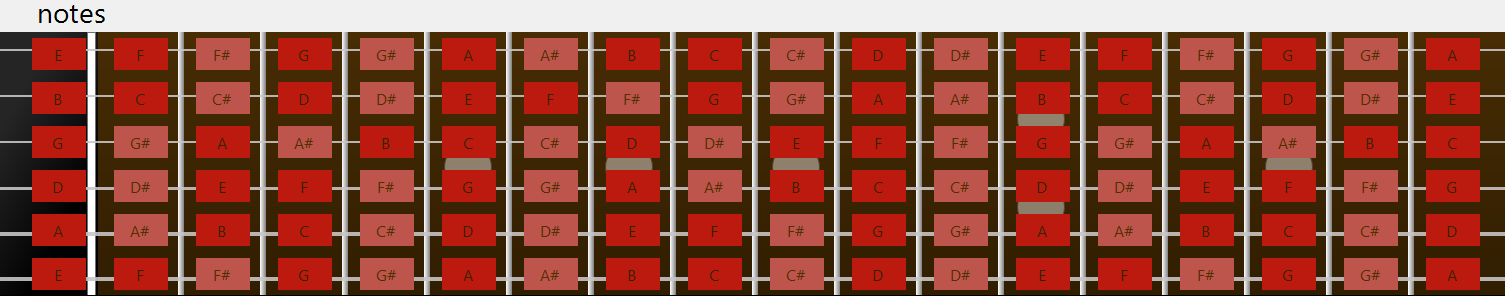 notes
E F F# G G# A A# B C C# D D# E F F# G G# A
B C C# D D# E F F# G G# A A# B C C# D D# E
G G# A A# B C C# D D# E F F# G G# A A# B C
D D# E F F# G G# A A# B C C# D D# E F F# G
A A# B C C# D D# E F F# G G# A A# B C C# D
E F F# G G# A A# B C C# D D# E F F# G G# A